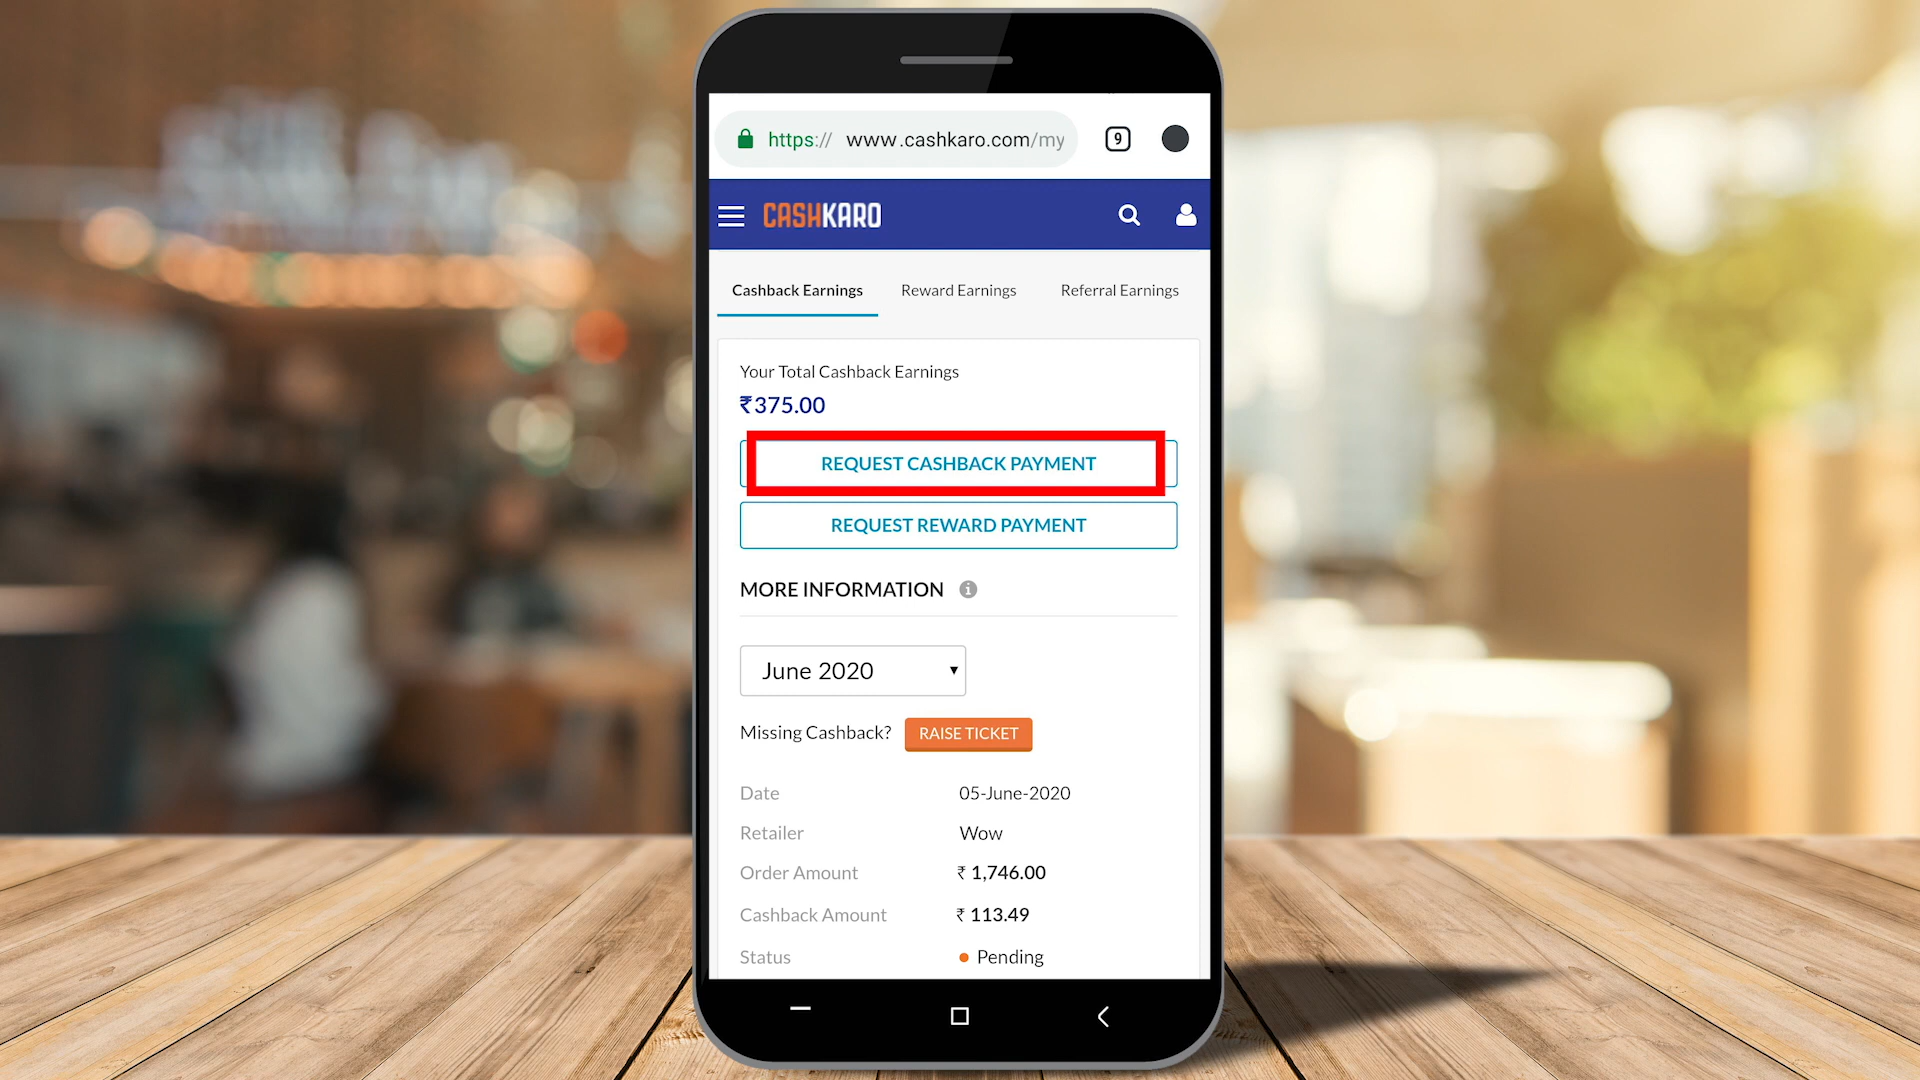 https:// www.cashkaro.com/my
9
CASHKARO
Cashback Earnings Reward Earnings Referral Earnings
Your Total Cashback Earnings
₹375.00
REQUEST CASHBACK PAYMENT
REQUEST REWARD PAYMENT
MORE INFORMATION
June 2020
Missing Cashback? RAISE TICKET
Date 05-June-2020
Retailer Wow
Order Amount ₹ 1,746.00
Cashback Amount ₹ 113.49
Status Pending